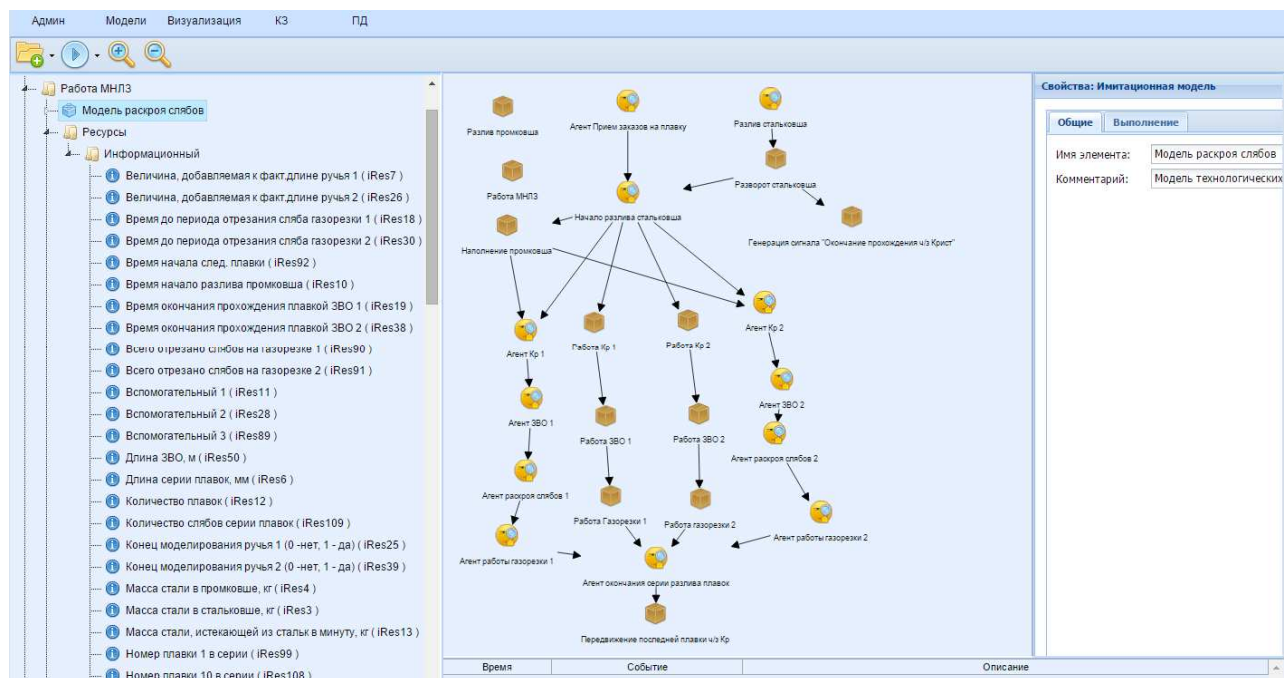 Админ Модели Визуализация КЗ ПД
Работа МНЛЗ
Модель раскроя слябов
Ресурсы
Информационный
Величина, добавляемая к факт.длине ручья 1 ( iRes7 )
Величина, добавляемая к факт.длине ручья 2 ( iRes26 )
Время до периода отрезания сляба газорезки 1 ( iRes18 )
Время до периода отрезания сляба газорезки 2 ( iRes30 )
Время начала след. плавки ( iRes92 )
Время начало разлива промковша ( iRes10 )
Время окончания прохождения плавкой ЗВО 1 ( iRes19 )
Время окончания прохождения плавкой ЗВО 2 ( iRes38 )
Всего отрезано слябов на газорезке 1 ( iRes90 )
Всего отрезано слябов на газорезке 2 ( iRes91 )
Вспомогательный 1 ( iRes11 )
Вспомогательный 2 ( iRes28 )
Вспомогательный 3 ( iRes89 )
Длина ЗВО, м ( iRes50 )
Длина серии плавок, мм ( iRes6 )
Количество плавок ( iRes12 )
Количество слябов серии плавок ( iRes109 )
Конец моделирования ручья 1 (0 -нет, 1 - да) ( iRes25 )
Конец моделирования ручья 2 (0 -нет, 1 - да) ( iRes39 )
Масса стали в промковше, кг ( iRes4 )
Масса стали в стальковше, кг ( iRes3 )
Масса стали, истекающей из стальк в минуту, кг ( iRes13 )
Номер плавки 1 в серии ( iRes99 )
Номер плавки 10 в серии ( iRes108 )
Разлив промковша
Агент Прием заказов на плавку
Разлив стальковша
Работа МНЛЗ
Разворот стальковша
Начало разлива стальковша
Наполнение промковша
Генерация сигнала "Окончание прохождения ч/з Крист"
Агент Кр 1
Работа Кр 1
Работа Кр 2
Агент Кр 2
Агент ЗВО 1
Работа ЗВО 1
Работа ЗВО 2
Агент ЗВО 2
Агент раскроя слябов 2
Агент раскроя слябов 1
Работа Газорезки 1
Работа газорезки 2
Агент работы газорезки 2
Агент работы газорезки 1
Агент окончания серии разлива плавок
Передвижение последней плавки ч/з Кр
Время Событие Описание
Свойства: Имитационная модель
Общие Выполнение
Имя элемента: Модель раскроя слябов
Комментарий: Модель технологических